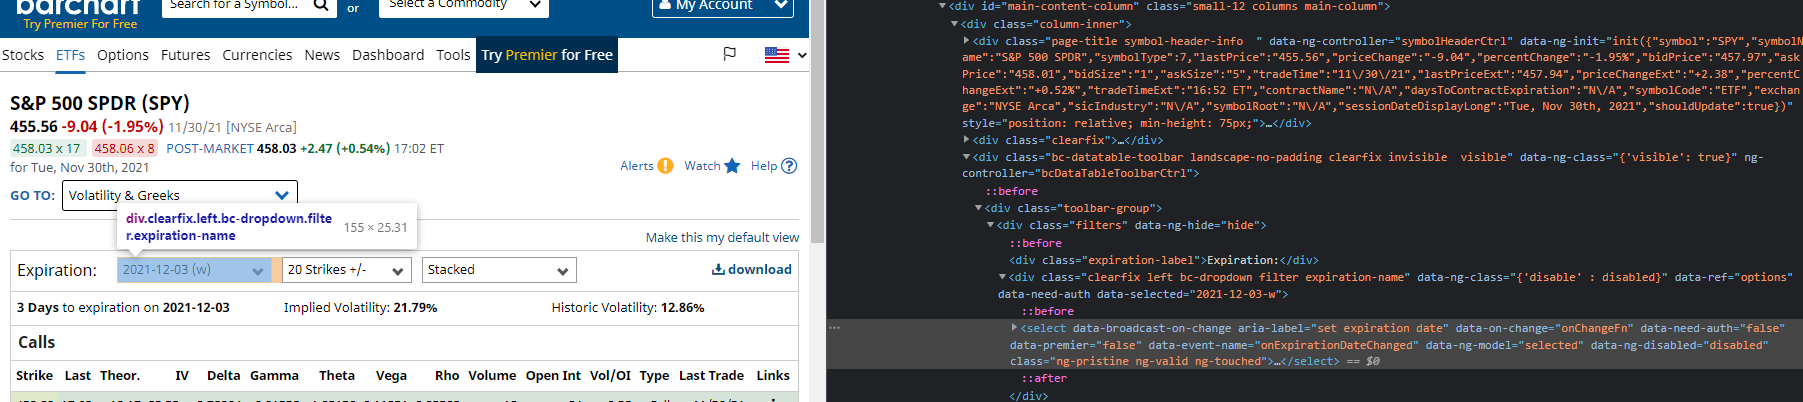 barchart
Try Premier For Free
Search for a Symbol...
or
Select a Commodity
My Account
Stocks ETFs Options Futures Currencies News Dashboard Tools Try Premier for Free
S&P 500 SPDR (SPY)
455.56 -9.04 (-1.95%) 11/30/21 [NYSE Arca]
458.03 x 17 458.06 x 8 POST-MARKET 458.03 +2.47 (+0.54%) 17:02 ET
for Tue, Nov 30th, 2021
Alerts Watch Help
GO TO: Volatility & Greeks
div.clearfix.left.bc-dropdown.filte
r.expiration-name 155 × 25.31
Make this my default view
Expiration: 2021-12-03 (w) 20 Strikes +/- Stacked download
3 Days to expiration on 2021-12-03 Implied Volatility: 21.79% Historic Volatility: 12.86%
Calls
Strike Last Theor. IV Delta Gamma Theta Vega Rho Volume Open Int Vol/OI Type Last Trade Links
<div id="main-content-column" class="small-12 columns main-column">
<div class="column-inner">
<div class="page-title symbol-header-info  " data-ng-controller="symbolHeaderCtrl" data-ng-init="init({"symbol":"SPY","symbolN
ame":"S&P 500 SPDR","symbolType":7,"lastPrice":"455.56","priceChange":"-9.04","percentChange":"-1.95%","bidPrice":"457.97","ask
Price":"458.01","bidSize":"1","askSize":"5","tradeTime":"11\/30\/21","lastPriceExt":"457.94","priceChangeExt":"+2.38","percentC
hangeExt":"+0.52%","tradeTimeExt":"16:52 ET","contractName":"N\/A","daysToContractExpiration":"N\/A","symbolCode":"ETF","exchan
ge":"NYSE Arca","sicIndustry":"N\/A","symbolRoot":"N\/A","sessionDateDisplayLong":"Tue, Nov 30th, 2021","shouldUpdate":true})"
style="position: relative; min-height: 75px;">…</div>
<div class="clearfix">…</div>
<div class="bc-datatable-toolbar landscape-no-padding clearfix invisible  visible" data-ng-class="{'visible': true}" ng-
controller="bcDataTableToolbarCtrl">
::before
<div class="toolbar-group">
<div class="filters" data-ng-hide="hide">
::before
<div class="expiration-label">Expiration:</div>
<div class="clearfix left bc-dropdown filter expiration-name" data-ng-class="{'disable' : disabled}" data-ref="options"
data-need-auth data-selected="2021-12-03-w">
::before
<select data-broadcast-on-change aria-label="set expiration date" data-on-change="onChangeFn" data-need-auth="false"
data-premier="false" data-event-name="onExpirationDateChanged" data-ng-model="selected" data-ng-disabled="disabled"
class="ng-pristine ng-valid ng-touched">…</select> == $0
::after
</div>